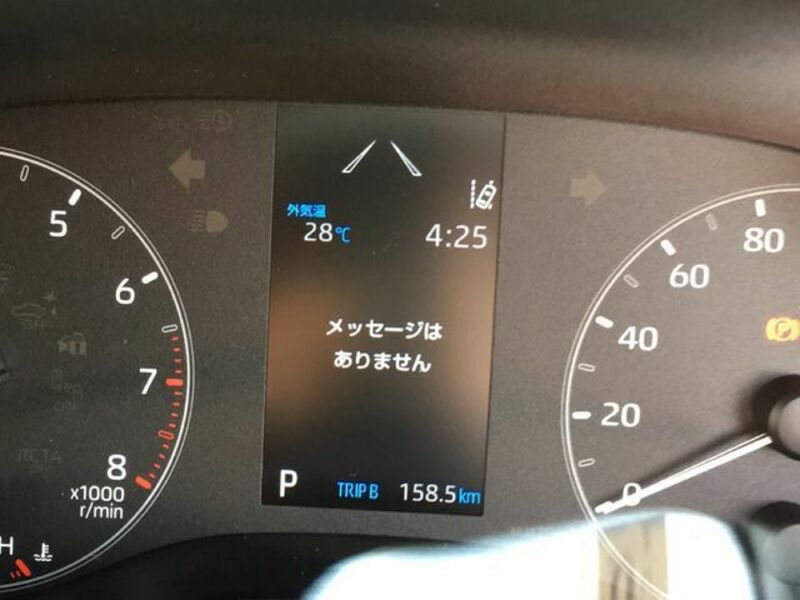 外気温
28℃
4:25
メッセージは
ありません
P
TRIP B
158.5km
5
6
7
8
x1000
r/min
H
80
60
40
20
0
OFF
RCTA